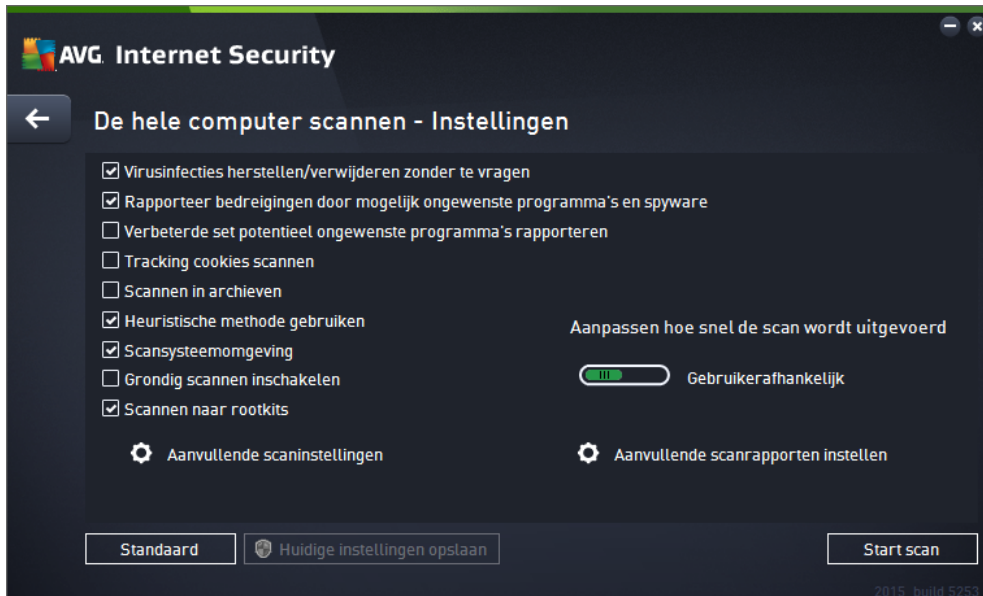 AVG. Internet Security
De hele computer scannen - Instellingen
Virusinfecties herstellen/verwijderen zonder te vragen
Rapporteer bedreigingen door mogelijk ongewenste programma's en spyware
Verbeterde set potentieel ongewenste programma's rapporteren
Tracking cookies scannen
Scannen in archieven
Heuristische methode gebruiken
Scansysteemomgeving
Grondig scannen inschakelen
Scannen naar rootkits
Aanpassen hoe snel de scan wordt uitgevoerd
Gebruikerafhankelijk
Aanvullende scaninstellingen
Aanvullende scanrapporten instellen
Standaard
Huidige instellingen opslaan
Start scan
2015 build 5253